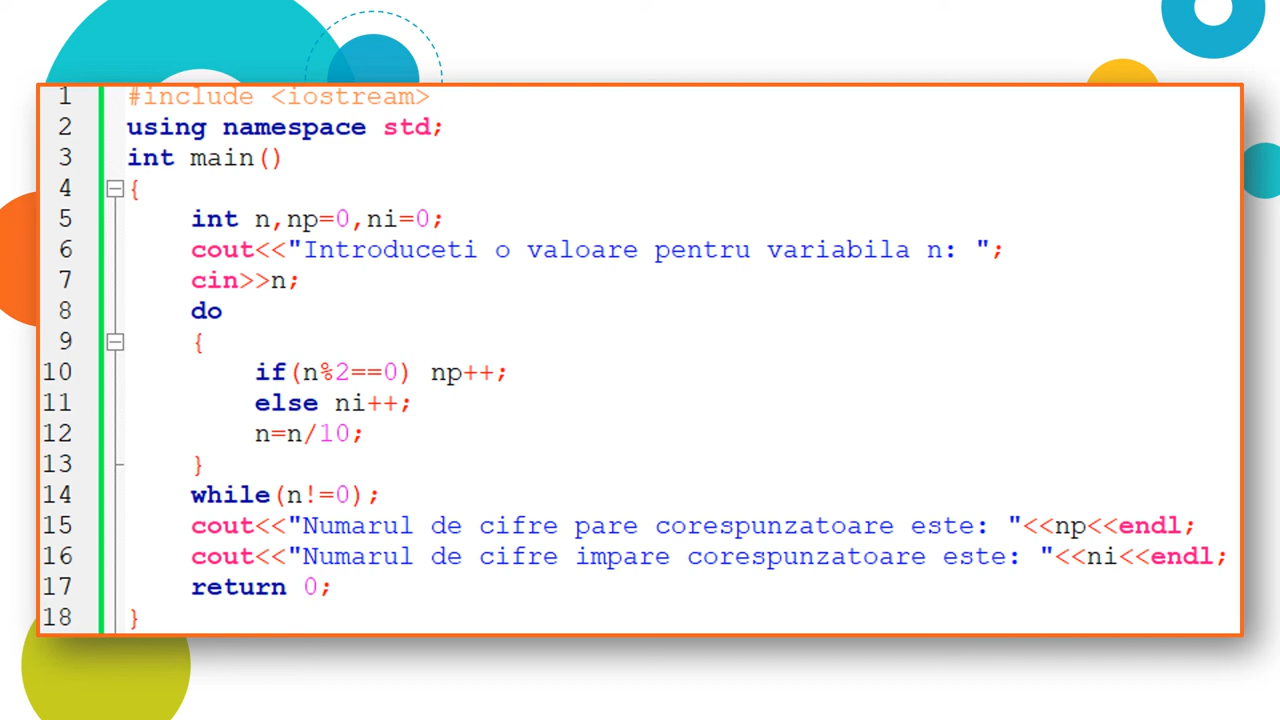 1 #include <iostream>
2 using namespace std;
3 int main()
4 {
5 int n,np=0,ni=0;
6 cout<<"Introduceti o valoare pentru variabila n: ";
7 cin>>n;
8 do
9 {
10 if(n%2==0) np++;
11 else ni++;
12 n=n/10;
13 }
14 while(n!=0);
15 cout<<"Numarul de cifre pare corespunzatoare este: "<<np<<endl;
16 cout<<"Numarul de cifre impare corespunzatoare este: "<<ni<<endl;
17 return 0;
18 }